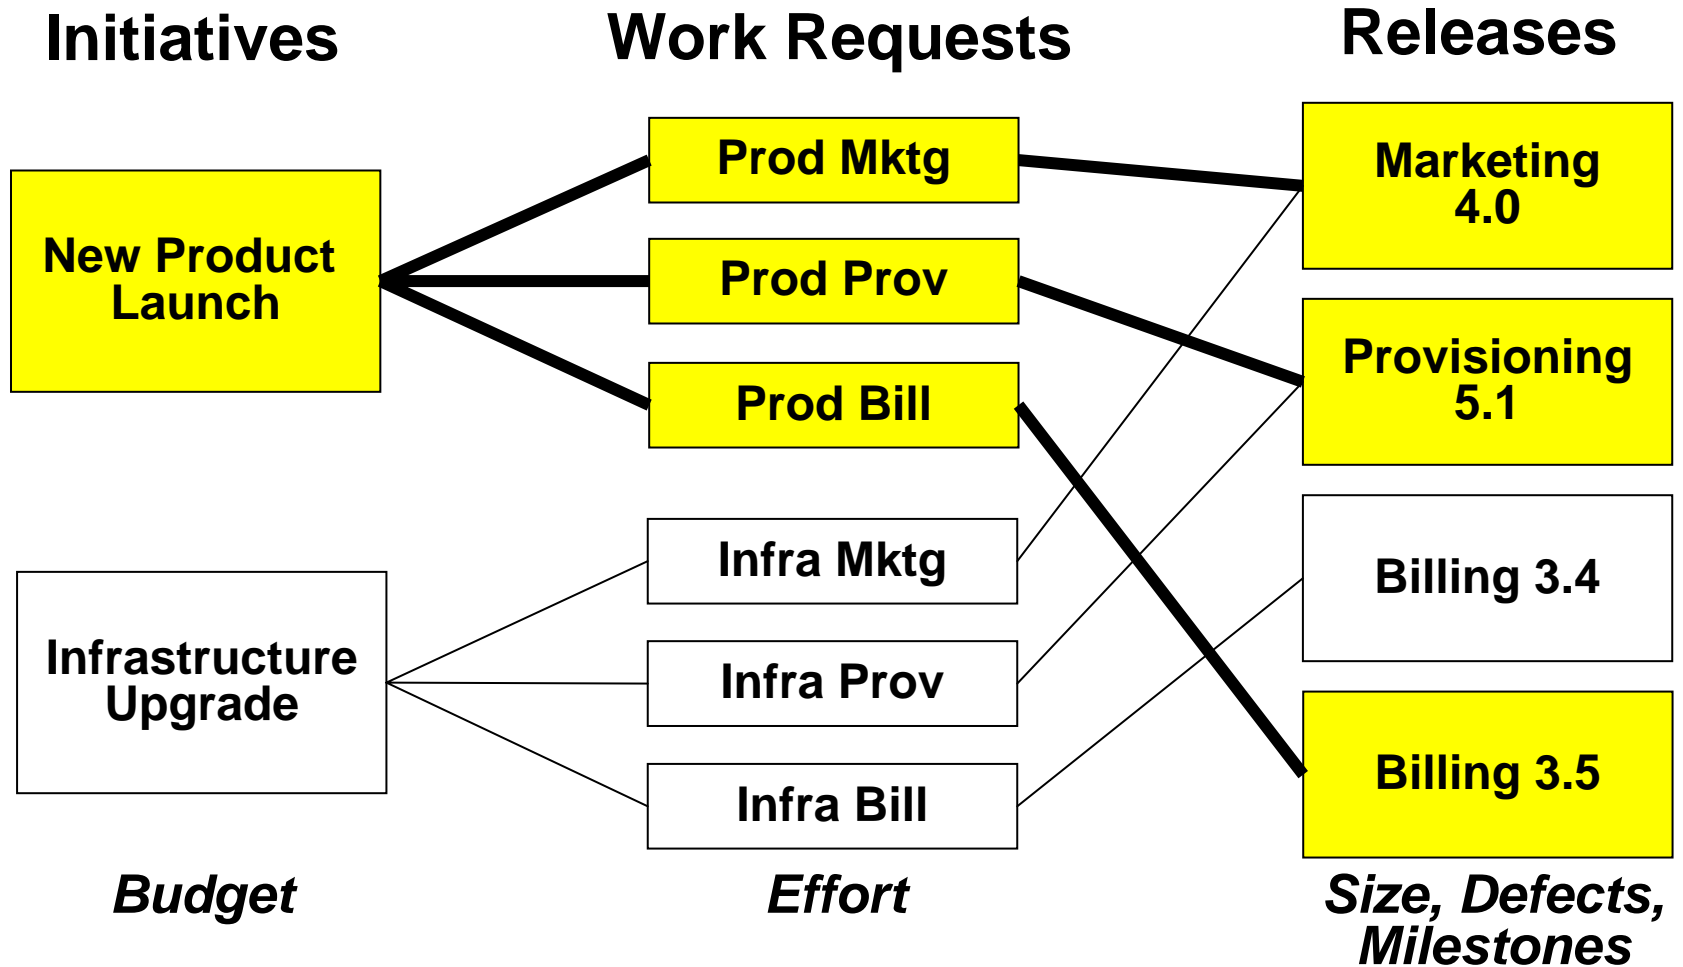 Initiatives
Work Requests
Releases
New Product
Launch
Infrastructure
Upgrade
Budget
Prod Mktg
Prod Prov
Prod Bill
Infra Mktg
Infra Prov
Infra Bill
Effort
Marketing
4.0
Provisioning
5.1
Billing 3.4
Billing 3.5
Size, Defects,
Milestones